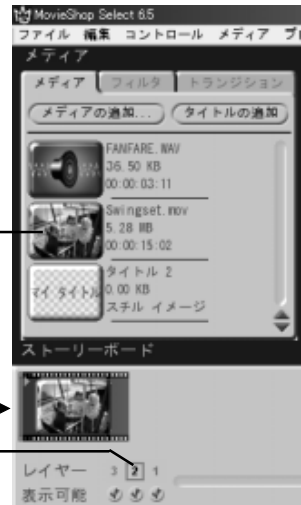 MovieShop Select 6.5
ファイル 編集 コントロール メディア プ
メディア
メディア フィルタ トランジション
メディアの追加... タイトルの追加
FANFARE.WAV
36.50 KB
00:00:03:11
Swingset.mov
5.28 MB
00:00:15:02
マイ タイトル
タイトル 2
0.00 KB
スチル イメージ
ストーリーボード
レイヤー 3 2 1
表示可能